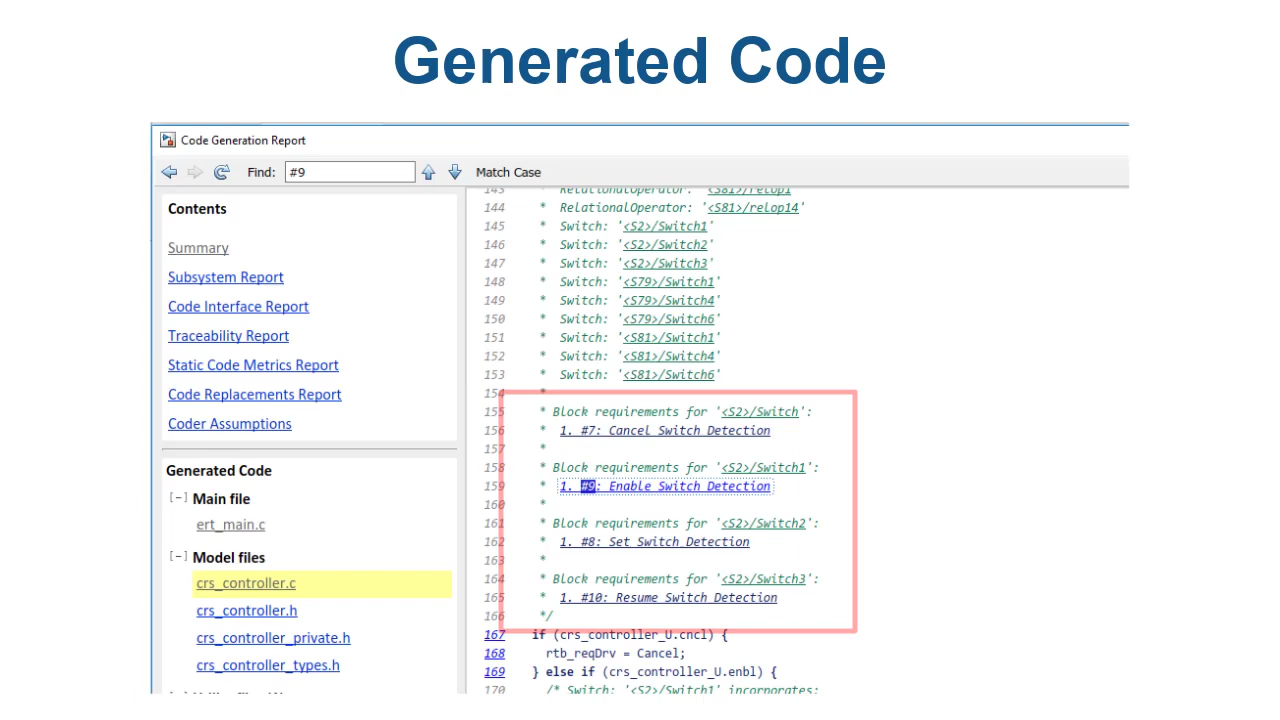 Generated Code
Code Generation Report
Find: #9 Match Case
Contents
Summary
Subsystem Report
Code Interface Report
Traceability Report
Static Code Metrics Report
Code Replacements Report
Coder Assumptions
Generated Code
[-] Main file
ert_main.c
[-] Model files
crs_controller.c
crs_controller.h
crs_controller_private.h
crs_controller_types.h
143 * RelationalOperator: '<S81>/relop1
144 * RelationalOperator: '<S81>/relop14'
145 * Switch: '<S2>/Switch1'
146 * Switch: '<S2>/Switch2'
147 * Switch: '<S2>/Switch3'
148 * Switch: '<S79>/Switch1'
149 * Switch: '<S79>/Switch4'
150 * Switch: '<S79>/Switch6'
151 * Switch: '<S81>/Switch1'
152 * Switch: '<S81>/Switch4'
153 * Switch: '<S81>/Switch6'
154 *
155 * Block requirements for '<S2>/Switch':
156 * 1. #7: Cancel Switch Detection
157 *
158 * Block requirements for '<S2>/Switch1':
159 * 1. #9: Enable Switch Detection
160 *
161 * Block requirements for '<S2>/Switch2':
162 * 1. #8: Set Switch Detection
163 *
164 * Block requirements for '<S2>/Switch3':
165 * 1. #10: Resume Switch Detection
166 */
167 if (crs_controller_U.cncl) {
168 rtb_reqDrv = Cancel;
169 } else if (crs_controller_U.enbl) {
170 /* Switch: '<S2>/Switch1' incorporates: